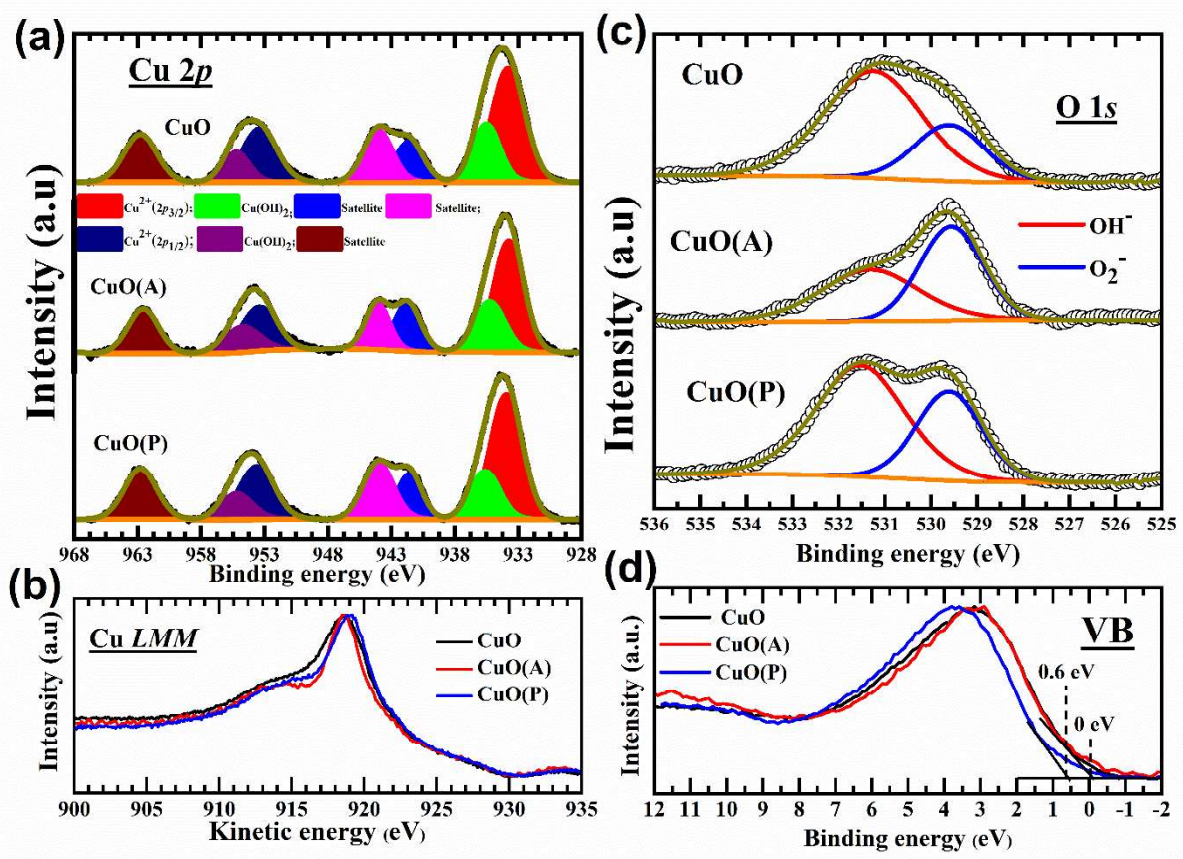 (a)
Cu 2p
CuO
Cu²⁺(2p₃/₂); Cu(OH)₂; Satellite Satellite;
Cu²⁺(2p₁/₂); Cu(OH)₂; Satellite
CuO(A)
CuO(P)
Intensity (a.u)
968 963 958 953 948 943 938 933 928
Binding energy (eV)
(c)
CuO
O 1s
CuO(A)
OH⁻
O₂⁻
CuO(P)
Intensity (a.u)
536 535 534 533 532 531 530 529 528 527 526 525
Binding energy (eV)
(b)
Cu LMM
CuO
CuO(A)
CuO(P)
Intensity (a.u)
900 905 910 915 920 925 930 935
Kinetic energy (eV)
(d)
CuO
CuO(A)
CuO(P)
VB
0.6 eV
0 eV
Intensity (a.u.)
12 11 10 9 8 7 6 5 4 3 2 1 0 -1 -2
Binding energy (eV)